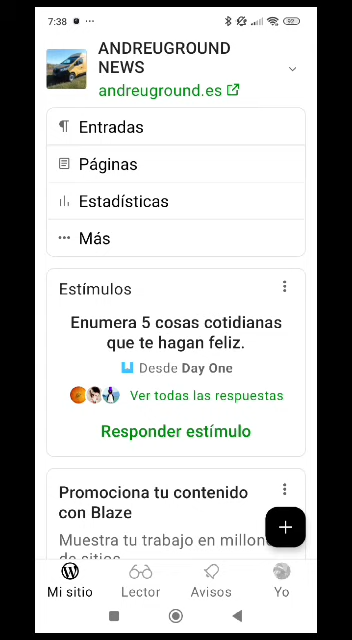 7:38
ANDREUGROUND
NEWS
andreuground.es
Entradas
Páginas
Estadísticas
Más
Estímulos
Enumera 5 cosas cotidianas
que te hagan feliz.
Desde Day One
Ver todas las respuestas
Responder estímulo
Promociona tu contenido
con Blaze
Muestra tu trabajo en millon
de sitios
Mi sitio
Lector
Avisos
Yo